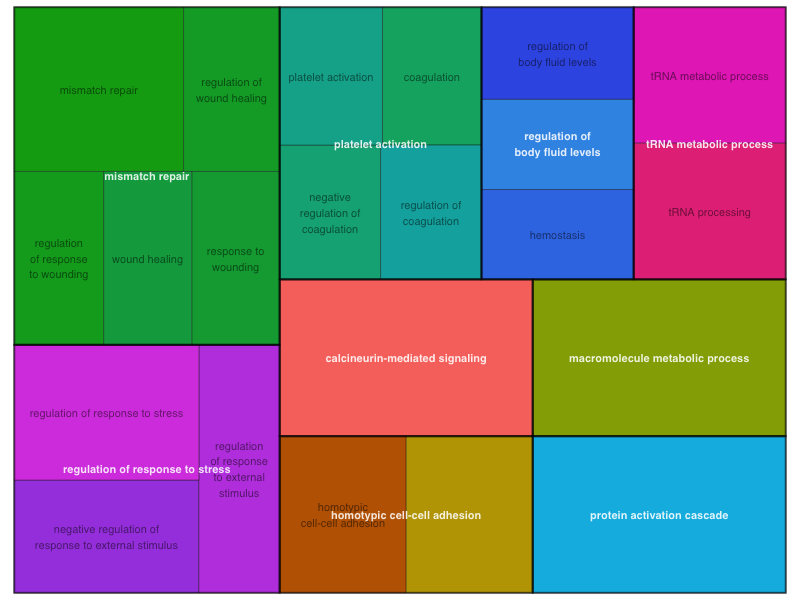 mismatch repair
regulation of
wound healing
mismatch repair
regulation
of response
to wounding
wound healing
response to
wounding
platelet activation
coagulation
platelet activation
negative
regulation of
coagulation
regulation of
coagulation
regulation of
body fluid levels
regulation of
body fluid levels
hemostasis
tRNA metabolic process
tRNA metabolic process
tRNA processing
calcineurin-mediated signaling
macromolecule metabolic process
regulation of response to stress
regulation of response to stress
regulation
of response
to external
stimulus
negative regulation of
response to external stimulus
homotypic
cell-cell adhesion
homotypic cell-cell adhesion
protein activation cascade